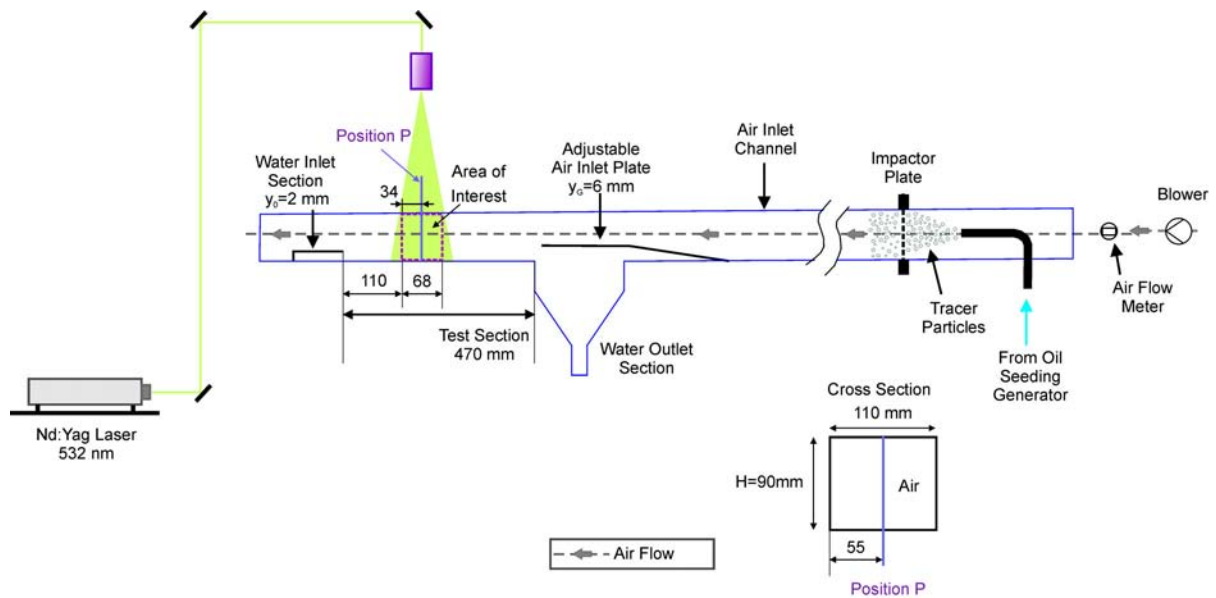 Position P
Water Inlet
Section
y₀=2 mm
34
Area of
Interest
Adjustable
Air Inlet Plate
y_G=6 mm
Air Inlet
Channel
Impactor
Plate
Blower
110
68
Test Section
470 mm
Water Outlet
Section
Tracer
Particles
Air Flow
Meter
From Oil
Seeding
Generator
Nd:Yag Laser
532 nm
Cross Section
110 mm
H=90mm
Air
55
Position P
Air Flow